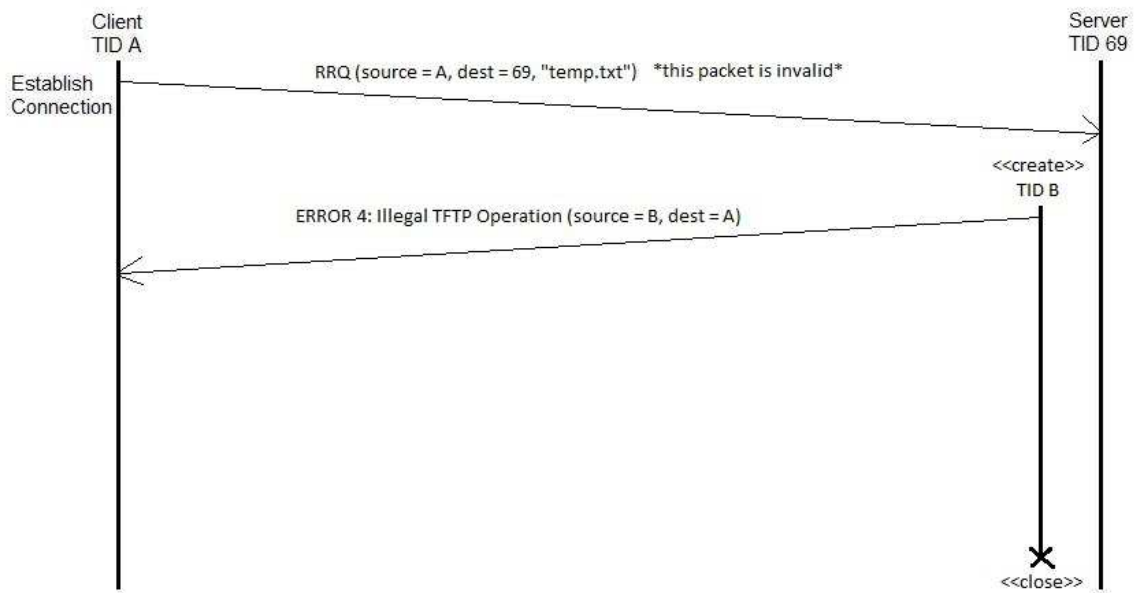 Client
TID A
Server
TID 69
Establish
Connection
RRQ (source = A, dest = 69, "temp.txt") *this packet is invalid*
<<create>>
TID B
ERROR 4: Illegal TFTP Operation (source = B, dest = A)
<<close>>